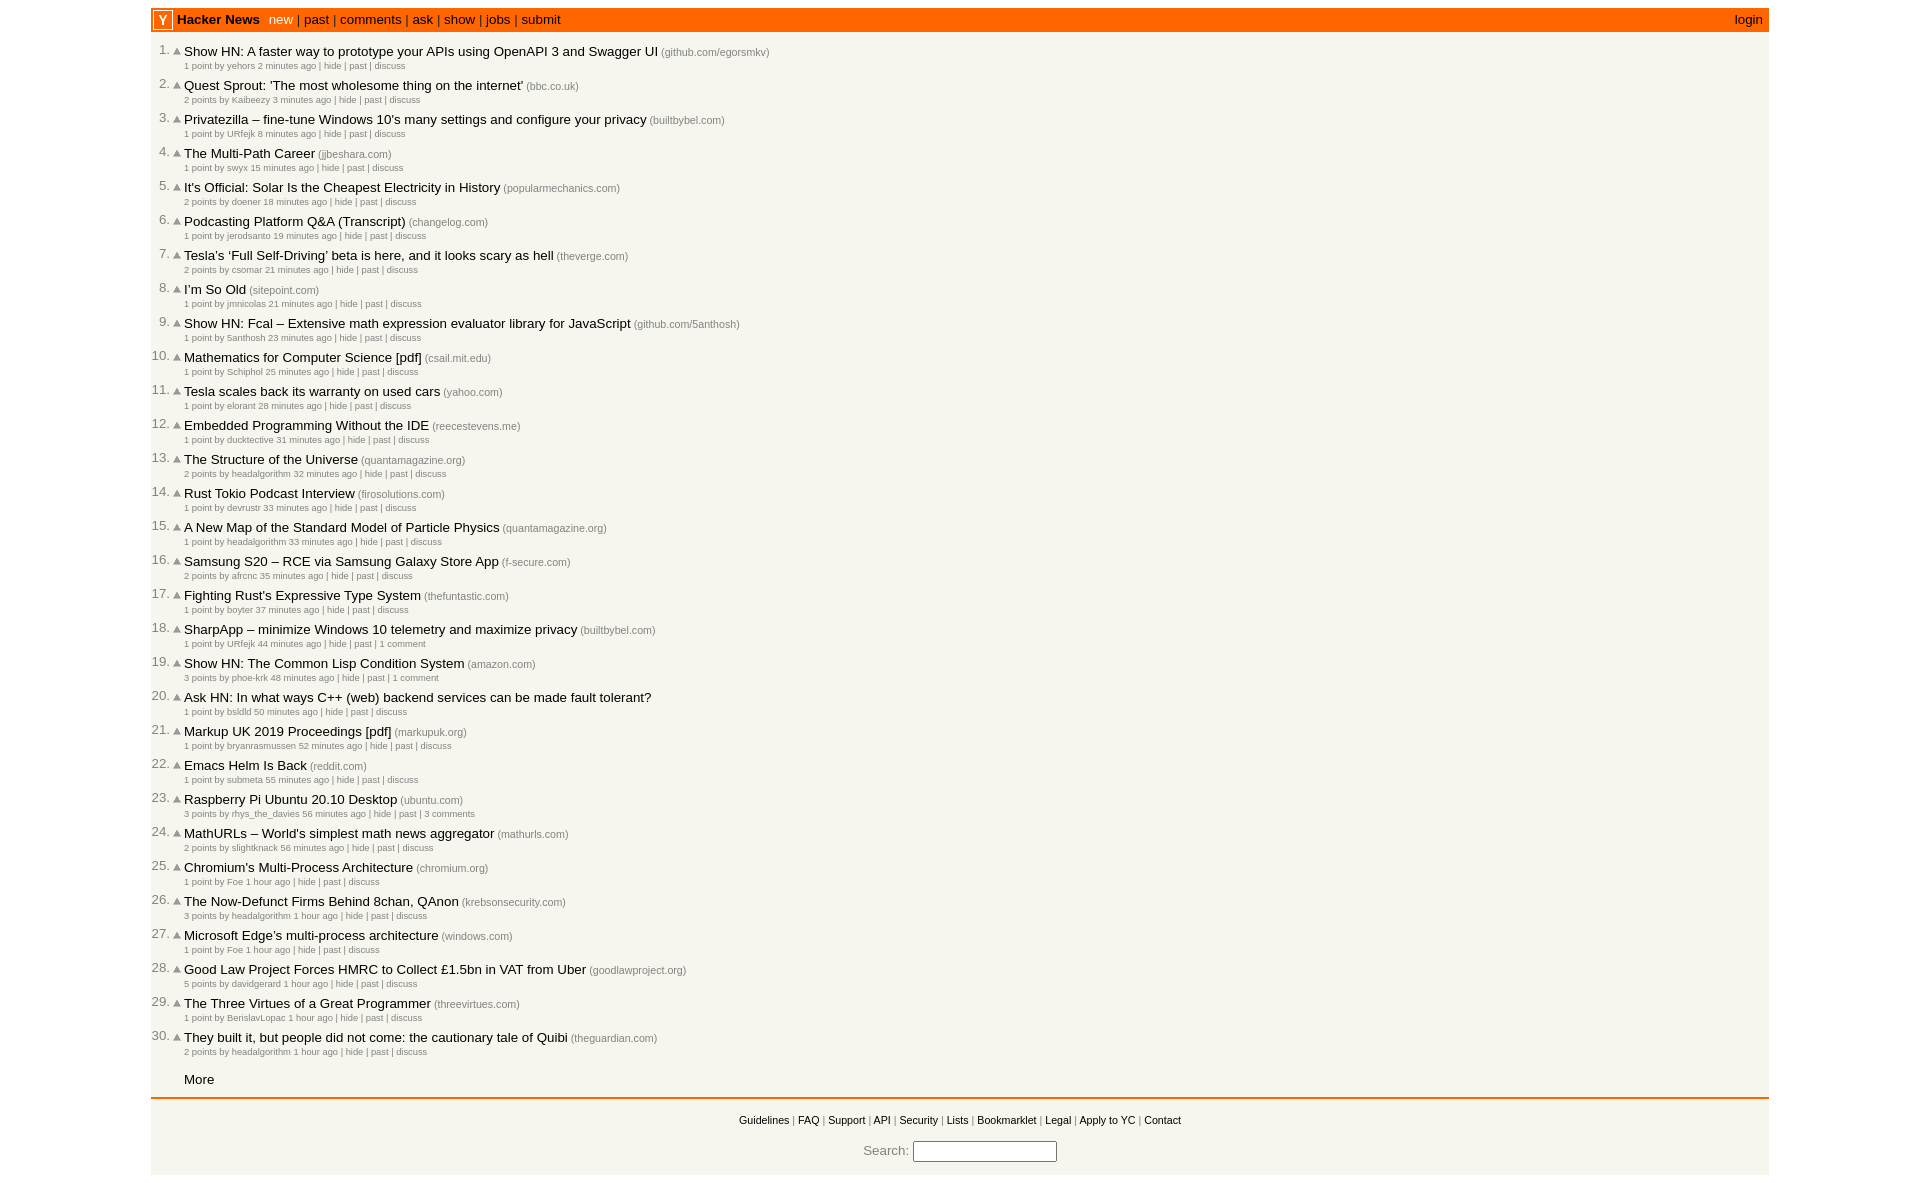 Y Hacker News new | past | comments | ask | show | jobs | submit login
1. Show HN: A faster way to prototype your APIs using OpenAPI 3 and Swagger UI (github.com/egorsmkv)
1 point by yehors 2 minutes ago | hide | past | discuss
2. Quest Sprout: 'The most wholesome thing on the internet' (bbc.co.uk)
2 points by Kaibeezy 3 minutes ago | hide | past | discuss
3. Privatezilla – fine-tune Windows 10's many settings and configure your privacy (builtbybel.com)
1 point by URfejk 8 minutes ago | hide | past | discuss
4. The Multi-Path Career (jjbeshara.com)
1 point by swyx 15 minutes ago | hide | past | discuss
5. It's Official: Solar Is the Cheapest Electricity in History (popularmechanics.com)
2 points by doener 18 minutes ago | hide | past | discuss
6. Podcasting Platform Q&A (Transcript) (changelog.com)
1 point by jerodsanto 19 minutes ago | hide | past | discuss
7. Tesla’s ‘Full Self-Driving’ beta is here, and it looks scary as hell (theverge.com)
2 points by csomar 21 minutes ago | hide | past | discuss
8. I’m So Old (sitepoint.com)
1 point by jmnicolas 21 minutes ago | hide | past | discuss
9. Show HN: Fcal – Extensive math expression evaluator library for JavaScript (github.com/5anthosh)
1 point by 5anthosh 23 minutes ago | hide | past | discuss
10. Mathematics for Computer Science [pdf] (csail.mit.edu)
1 point by Schiphol 25 minutes ago | hide | past | discuss
11. Tesla scales back its warranty on used cars (yahoo.com)
1 point by elorant 28 minutes ago | hide | past | discuss
12. Embedded Programming Without the IDE (reecestevens.me)
1 point by ducktective 31 minutes ago | hide | past | discuss
13. The Structure of the Universe (quantamagazine.org)
2 points by headalgorithm 32 minutes ago | hide | past | discuss
14. Rust Tokio Podcast Interview (firosolutions.com)
1 point by devrustr 33 minutes ago | hide | past | discuss
15. A New Map of the Standard Model of Particle Physics (quantamagazine.org)
1 point by headalgorithm 33 minutes ago | hide | past | discuss
16. Samsung S20 – RCE via Samsung Galaxy Store App (f-secure.com)
2 points by afrcnc 35 minutes ago | hide | past | discuss
17. Fighting Rust's Expressive Type System (thefuntastic.com)
1 point by boyter 37 minutes ago | hide | past | discuss
18. SharpApp – minimize Windows 10 telemetry and maximize privacy (builtbybel.com)
1 point by URfejk 44 minutes ago | hide | past | 1 comment
19. Show HN: The Common Lisp Condition System (amazon.com)
3 points by phoe-krk 48 minutes ago | hide | past | 1 comment
20. Ask HN: In what ways C++ (web) backend services can be made fault tolerant?
1 point by bsldld 50 minutes ago | hide | past | discuss
21. Markup UK 2019 Proceedings [pdf] (markupuk.org)
1 point by bryanrasmussen 52 minutes ago | hide | past | discuss
22. Emacs Helm Is Back (reddit.com)
1 point by submeta 55 minutes ago | hide | past | discuss
23. Raspberry Pi Ubuntu 20.10 Desktop (ubuntu.com)
3 points by rhys_the_davies 56 minutes ago | hide | past | 3 comments
24. MathURLs – World's simplest math news aggregator (mathurls.com)
2 points by slightknack 56 minutes ago | hide | past | discuss
25. Chromium's Multi-Process Architecture (chromium.org)
1 point by Foe 1 hour ago | hide | past | discuss
26. The Now-Defunct Firms Behind 8chan, QAnon (krebsonsecurity.com)
3 points by headalgorithm 1 hour ago | hide | past | discuss
27. Microsoft Edge’s multi-process architecture (windows.com)
1 point by Foe 1 hour ago | hide | past | discuss
28. Good Law Project Forces HMRC to Collect £1.5bn in VAT from Uber (goodlawproject.org)
5 points by davidgerard 1 hour ago | hide | past | discuss
29. The Three Virtues of a Great Programmer (threevirtues.com)
1 point by BerislavLopac 1 hour ago | hide | past | discuss
30. They built it, but people did not come: the cautionary tale of Quibi (theguardian.com)
2 points by headalgorithm 1 hour ago | hide | past | discuss
More
Guidelines | FAQ | Support | API | Security | Lists | Bookmarklet | Legal | Apply to YC | Contact
Search: